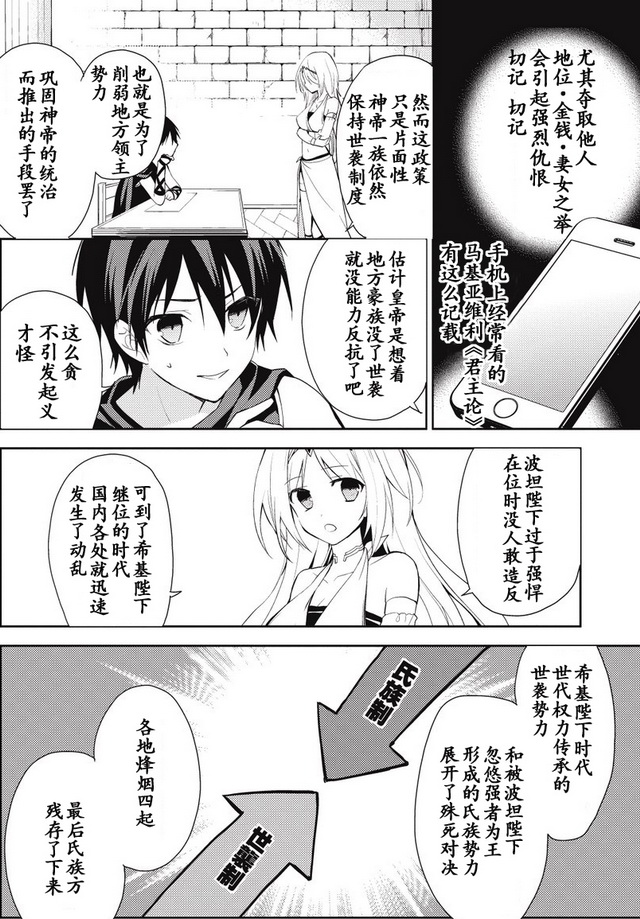 然而这政策
只是片面性
神帝一族依然
保持世袭制度
也就是为了
削弱地方领主
势力
巩固神帝的统治
而推出的手段罢了
尤其夺取他人
地位·金钱·妻女之举
会引起强烈仇恨
切记 切记
手机上经常看的
马基亚维利《君主论》
有这么记载
估计皇帝是想着
地方豪族没了世袭
就没能力反抗了吧
这么贪
不引发起义
才怪
波坦陛下过于强悍
在位时没人敢造反
可到了希基陛下
继位的时代
国内各处就迅速
发生了动乱
希基陛下时代
世代权力传承的
世袭势力
和被波坦陛下
忽悠强者为王
形成的氏族势力
展开了殊死对决
氏族制
世襲制
各地烽烟四起
最后氏族方
残存了下来